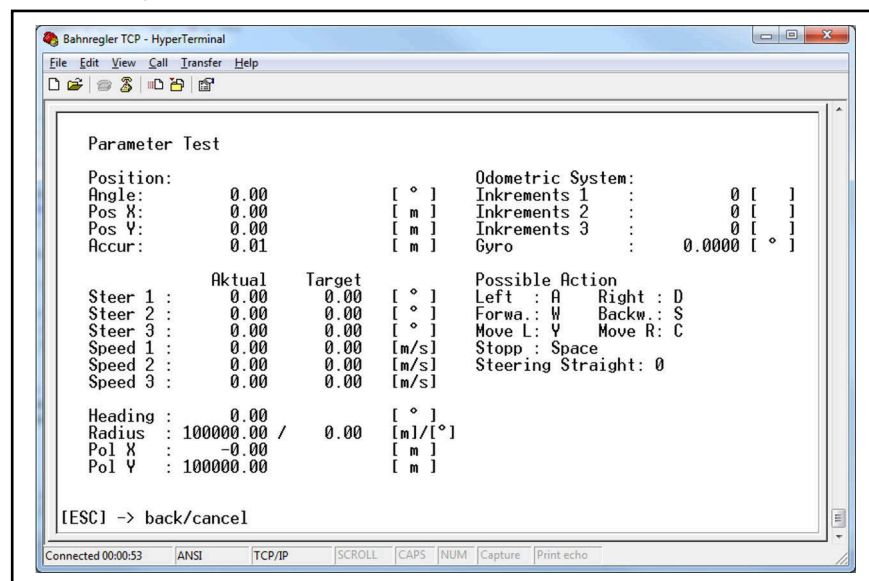 Bahnregler TCP - HyperTerminal
File Edit View Call Transfer Help
Parameter Test
Position:
Angle: 0.00 [ ° ]
Pos X: 0.00 [ m ]
Pos Y: 0.00 [ m ]
Accur: 0.01 [ m ]
Odometric System:
Inkrements 1 : 0 [ ]
Inkrements 2 : 0 [ ]
Inkrements 3 : 0 [ ]
Gyro : 0.0000 [ ° ]
Aktual Target
Steer 1 : 0.00 0.00 [ ° ]
Steer 2 : 0.00 0.00 [ ° ]
Steer 3 : 0.00 0.00 [ ° ]
Speed 1 : 0.00 0.00 [m/s]
Speed 2 : 0.00 0.00 [m/s]
Speed 3 : 0.00 0.00 [m/s]
Possible Action
Left : A Right : D
Forwa.: W Backw.: S
Move L: Y Move R: C
Stopp : Space
Steering Straight: 0
Heading : 0.00 [ ° ]
Radius : 100000.00 / 0.00 [m]/[°]
Pol X : -0.00 [ m ]
Pol Y : 100000.00 [ m ]
[ESC] -> back/cancel
Connected 00:00:53 ANSI TCP/IP SCROLL CAPS NUM Capture Print echo